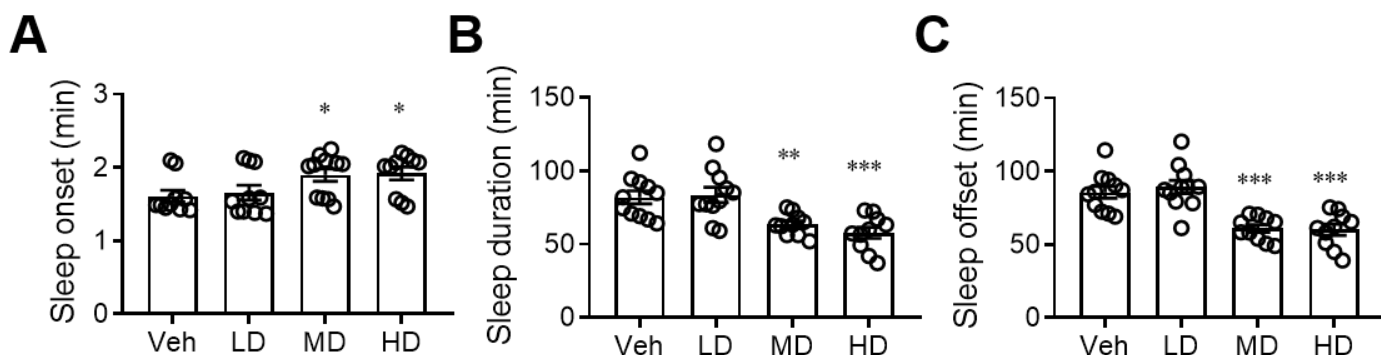 A
Sleep onset (min)
3
2
1
0
* *
Veh LD MD HD
B
Sleep duration (min)
150
100
50
0
** ***
Veh LD MD HD
C
Sleep offset (min)
150
100
50
0
*** ***
Veh LD MD HD